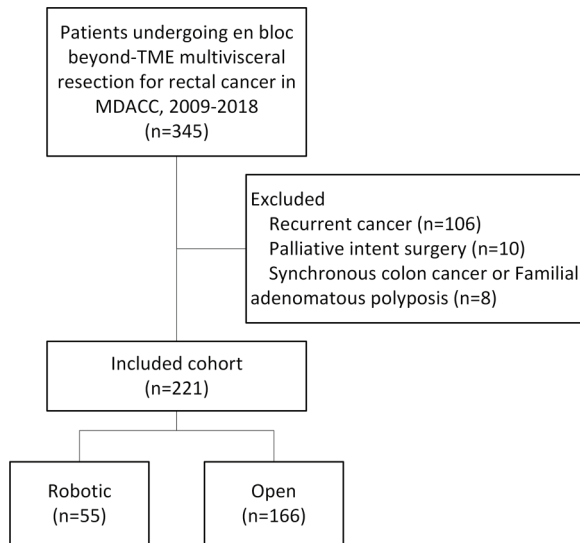 Patients undergoing en bloc
beyond-TME multivisceral
resection for rectal cancer in
MDACC, 2009-2018
(n=345)
Excluded
Recurrent cancer (n=106)
Palliative intent surgery (n=10)
Synchronous colon cancer or Familial
adenomatous polyposis (n=8)
Included cohort
(n=221)
Robotic
(n=55)
Open
(n=166)